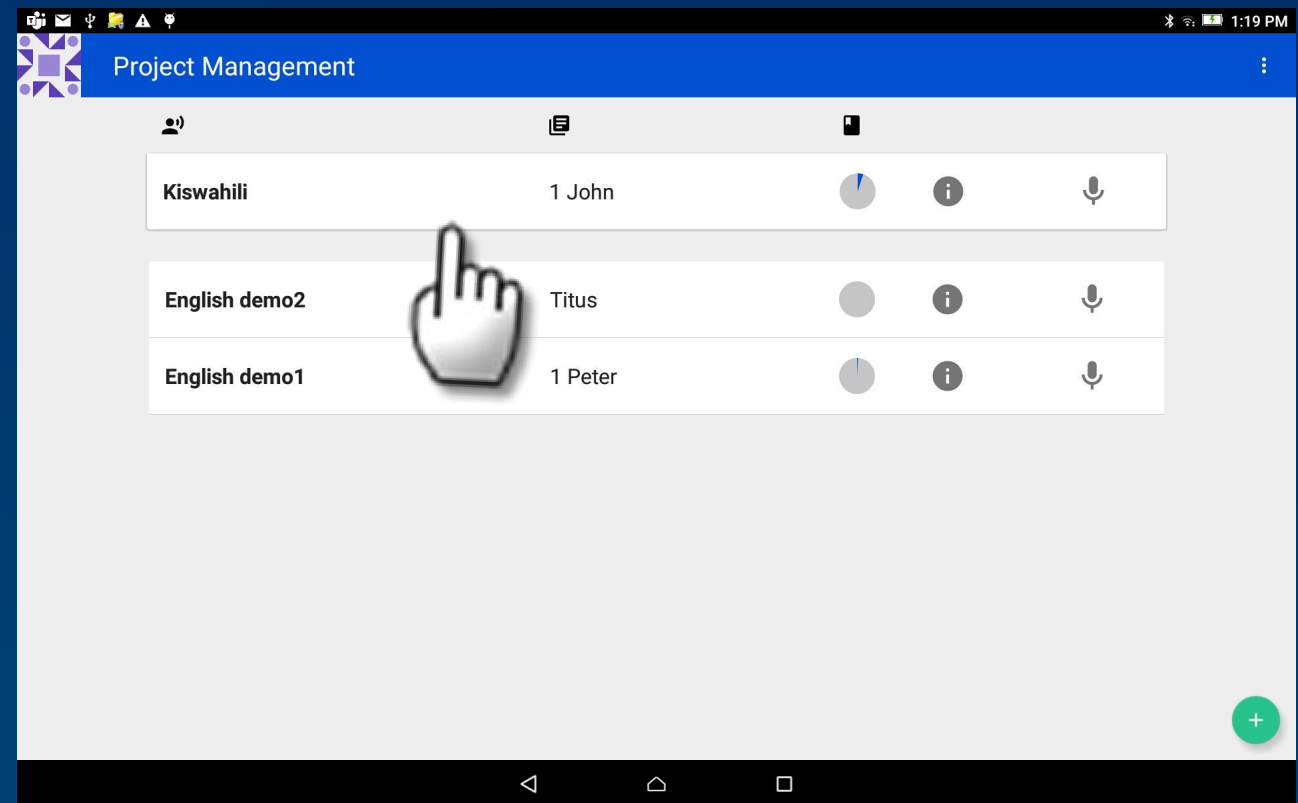 1:19 PM
Project Management
Kiswahili 1 John
English demo2 Titus
English demo1 1 Peter